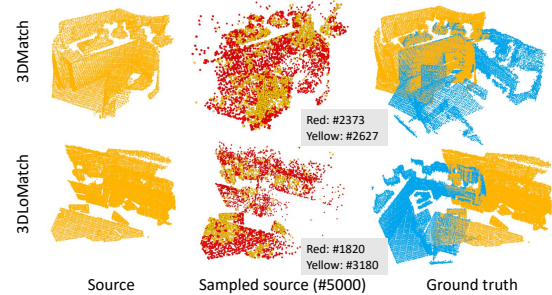 3DMatch
Red: #2373
Yellow: #2627
3DLoMatch
Red: #1820
Yellow: #3180
Source
Sampled source (#5000)
Ground truth